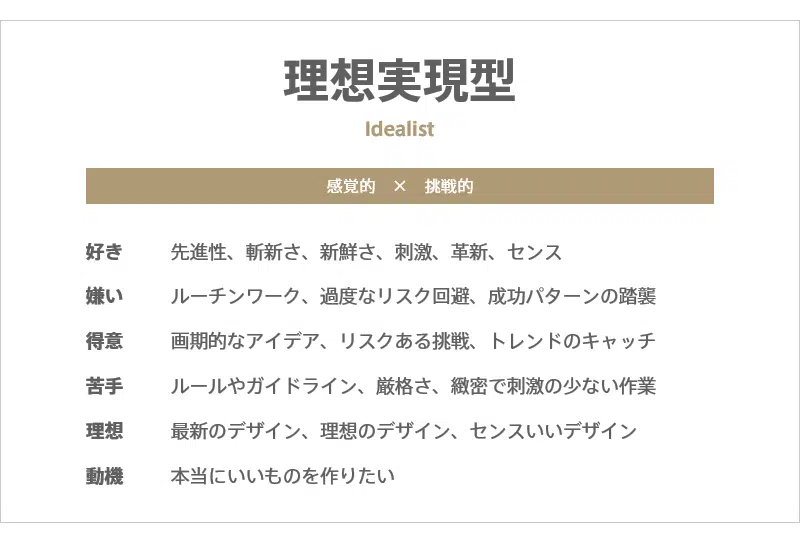 理想実現型
Idealist
感覚的 × 挑戦的
好き 先進性、斬新さ、新鮮さ、刺激、革新、センス
嫌い ルーチンワーク、過度なリスク回避、成功パターンの踏襲
得意 画期的なアイデア、リスクある挑戦、トレンドのキャッチ
苦手 ルールやガイドライン、厳格さ、緻密で刺激の少ない作業
理想 最新のデザイン、理想のデザイン、センスいいデザイン
動機 本当にいいものを作りたい